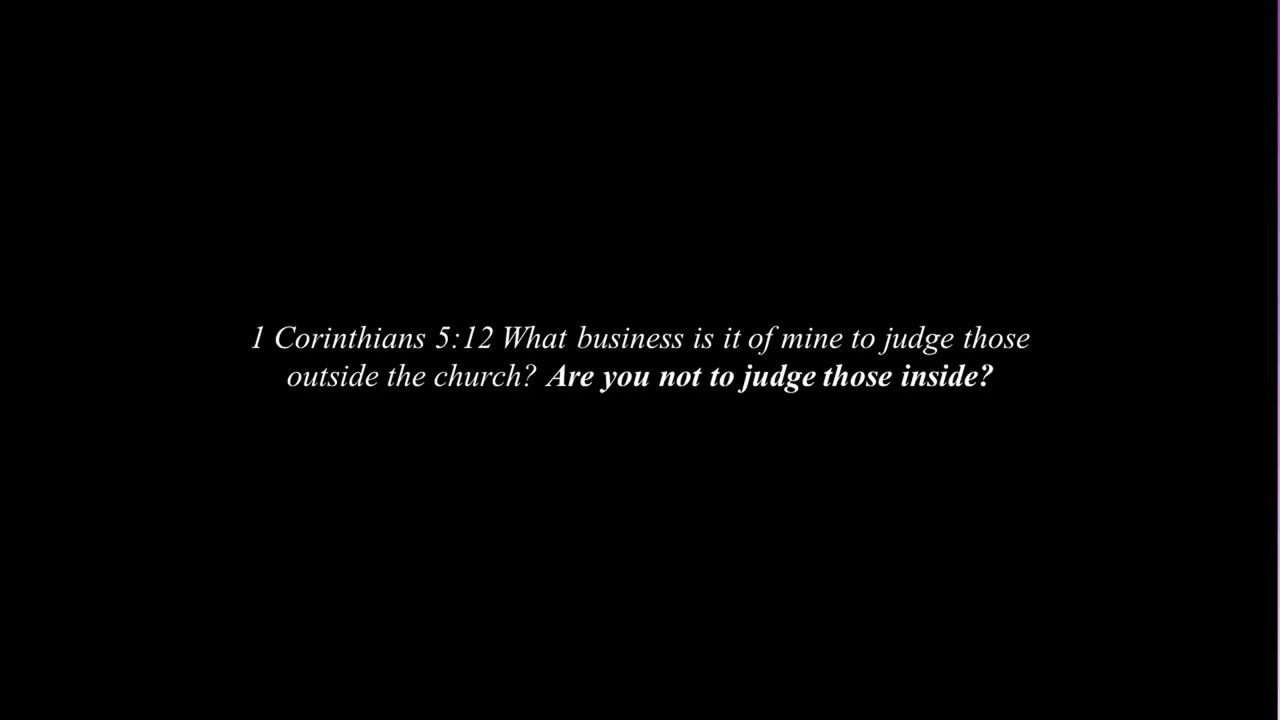 1 Corinthians 5:12 What business is it of mine to judge those
outside the church? Are you not to judge those inside?